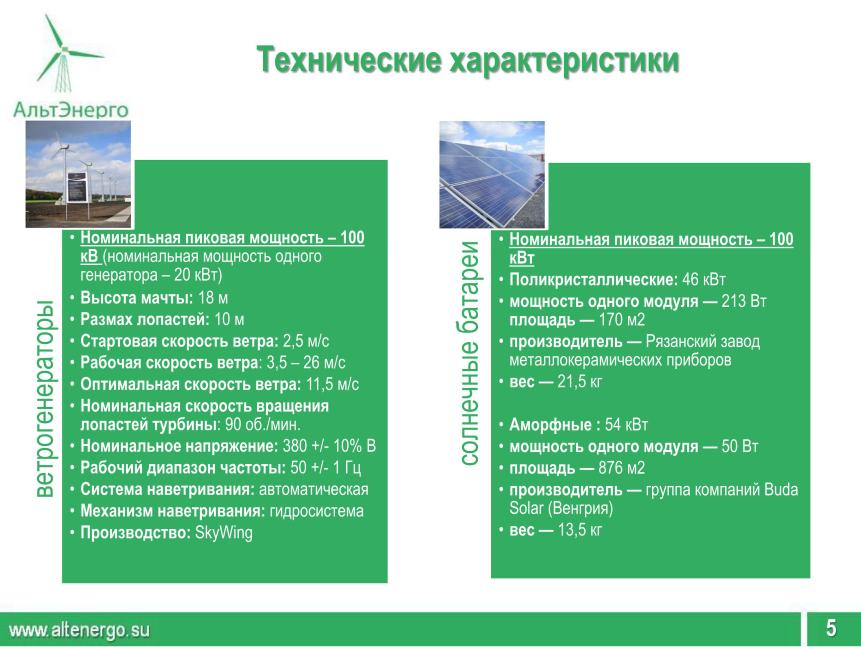 Технические характеристики
АльтЭнерго
ветрогенераторы
• Номинальная пиковая мощность – 100
кВ (номинальная мощность одного
генератора – 20 кВт)
• Высота мачты: 18 м
• Размах лопастей: 10 м
• Стартовая скорость ветра: 2,5 м/с
• Рабочая скорость ветра: 3,5 – 26 м/с
• Оптимальная скорость ветра: 11,5 м/с
• Номинальная скорость вращения
лопастей турбины: 90 об./мин.
• Номинальное напряжение: 380 +/- 10% В
• Рабочий диапазон частоты: 50 +/- 1 Гц
• Система наветривания: автоматическая
• Механизм наветривания: гидросистема
• Производство: SkyWing
солнечные батареи
• Номинальная пиковая мощность – 100
кВт
• Поликристаллические: 46 кВт
• мощность одного модуля — 213 Вт
площадь — 170 м2
• производитель — Рязанский завод
металлокерамических приборов
• вес — 21,5 кг
• Аморфные : 54 кВт
• мощность одного модуля — 50 Вт
• площадь — 876 м2
• производитель — группа компаний Buda
Solar (Венгрия)
• вес — 13,5 кг
www.altenergo.su
5